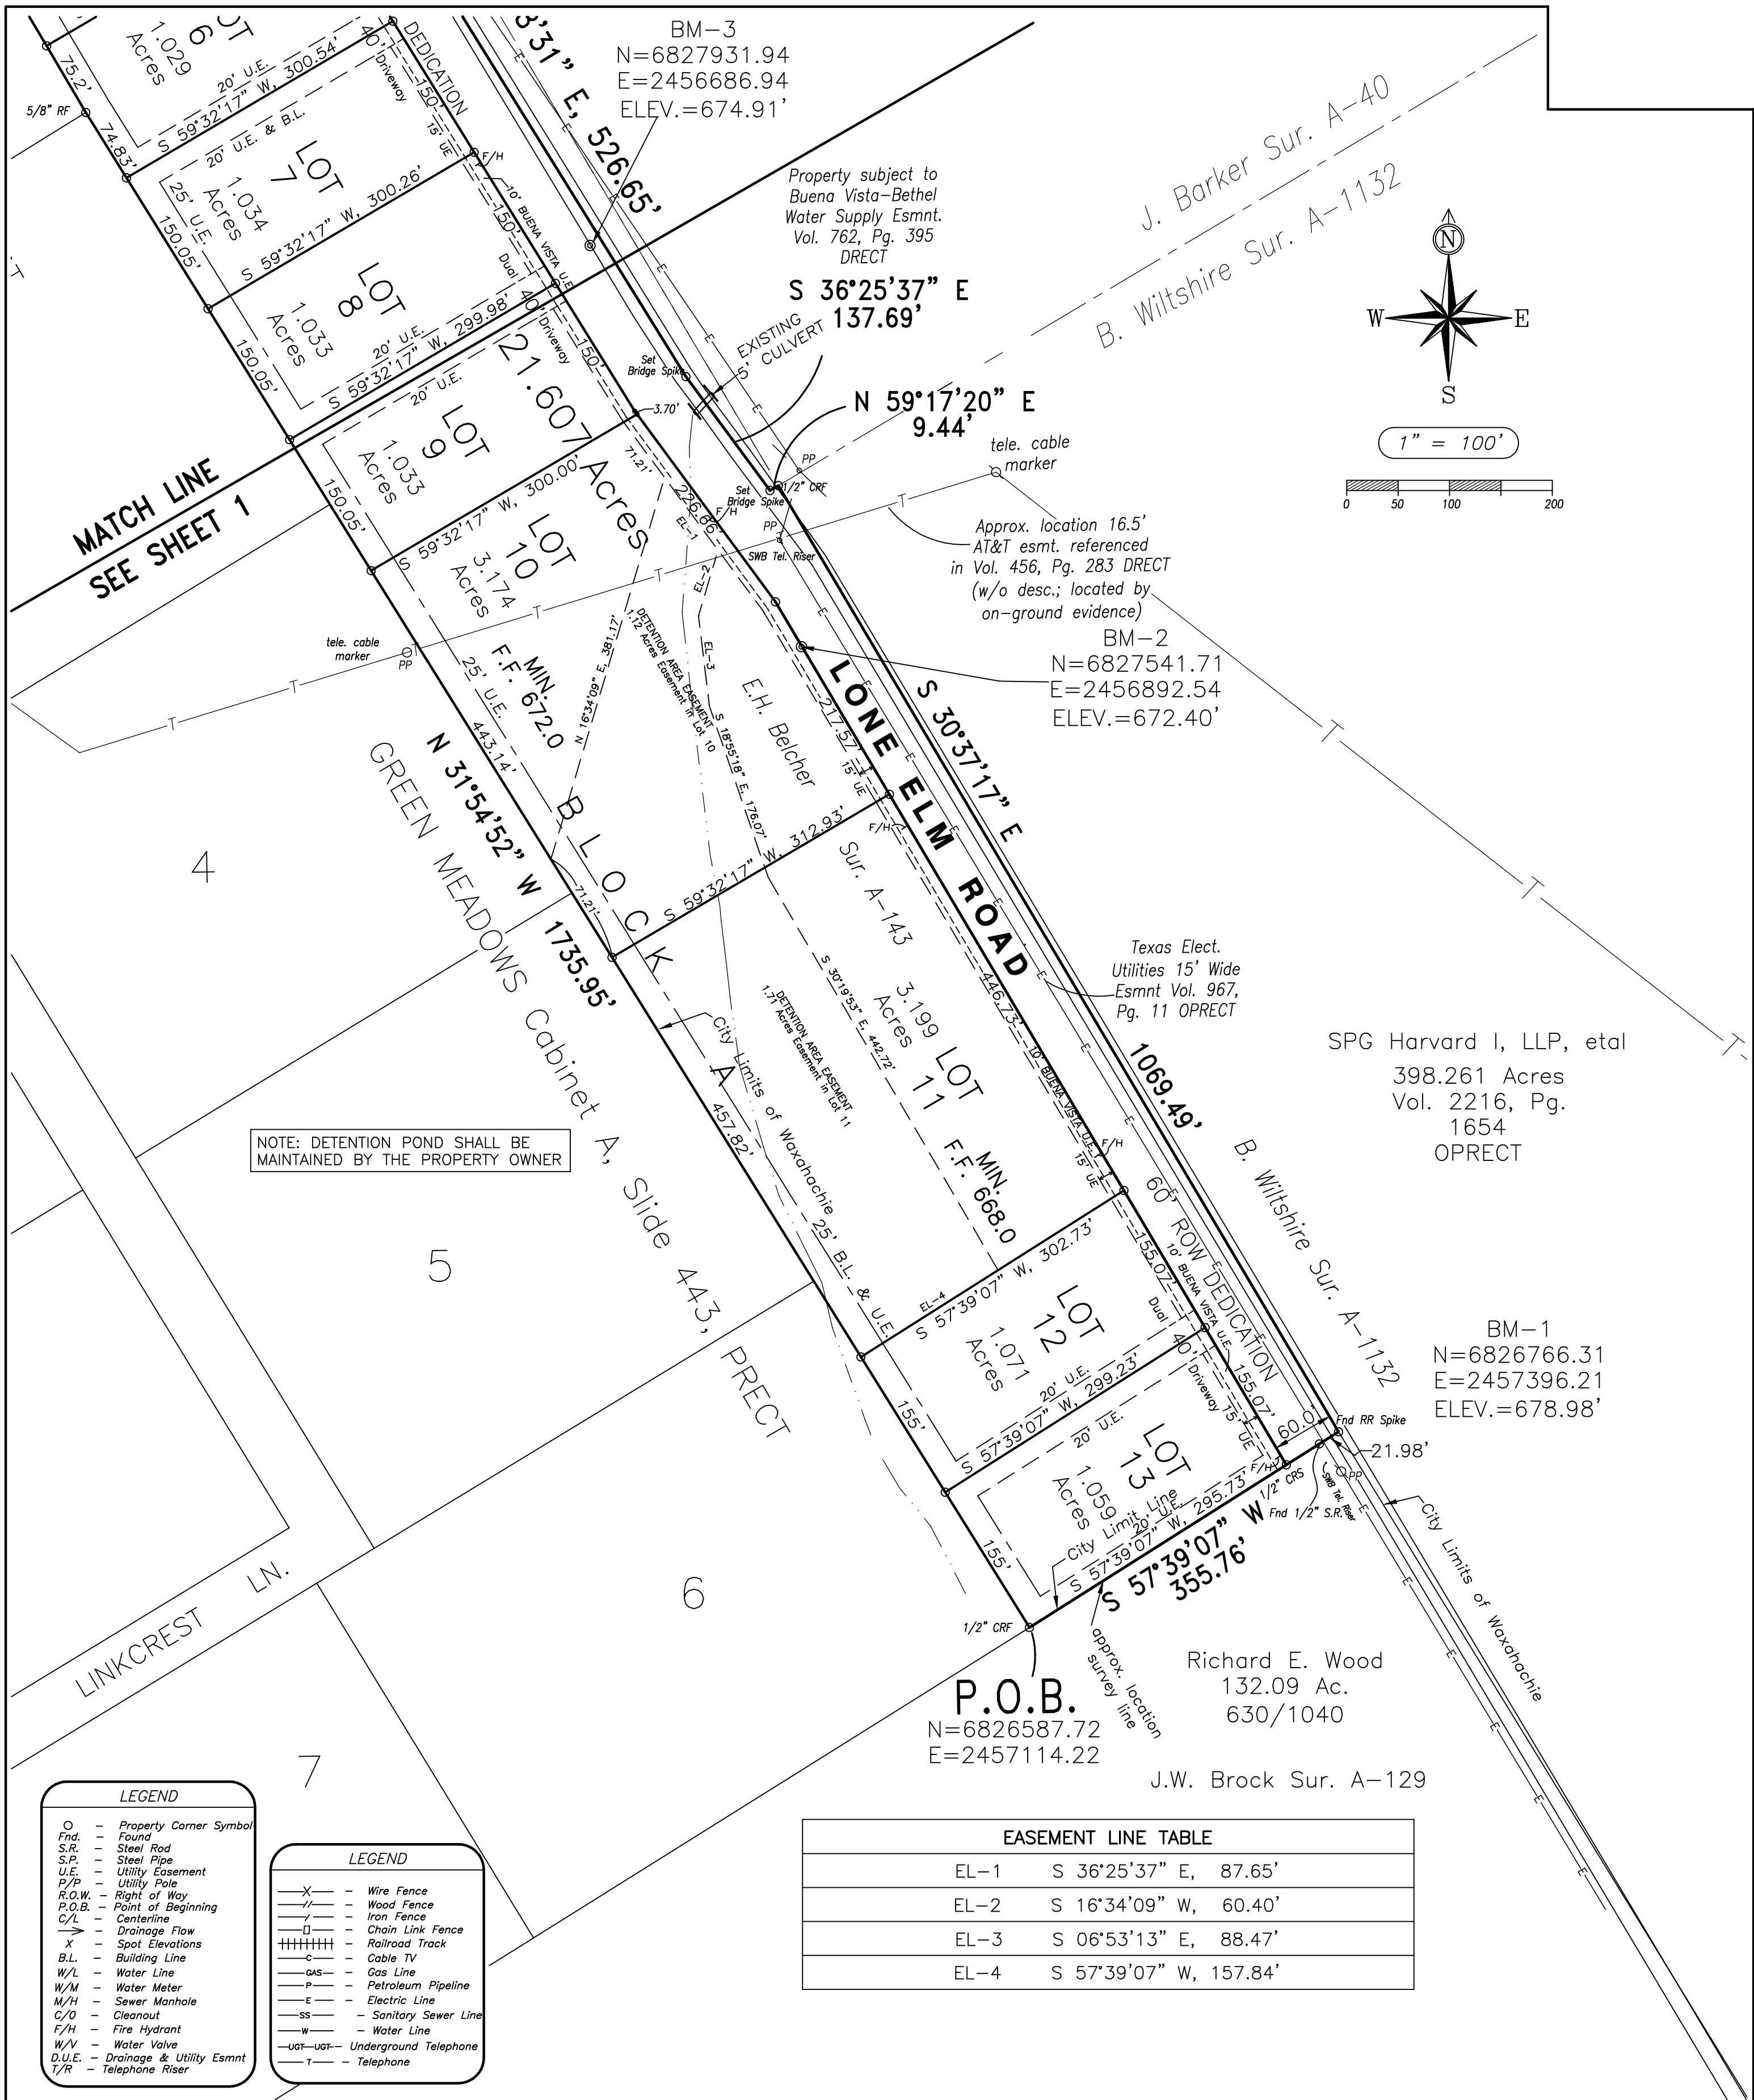 BM-3
N=6827931.94
E=2456686.94
ELEV.=674.91'
3'31" E, 526.65'
DEDICATION
OT
6
1.029
Acres
75.2'
5/8" RF
74.83'
20' U.E.
S 59°32'17" W, 300.54'
40'
Driveway
150'
15' UE
20' U.E. & B.L.
LOT
7
1.034
Acres
25' U.E.
150.05'
S 59°32'17" W, 300.26'
F/H
10' BUENA VISTA U.E.
150'
Dual
40'
Driveway
LOT
8
1.033
Acres
150.05'
20' U.E.
S 59°32'17" W, 299.98'
Property subject to
Buena Vista-Bethel
Water Supply Esmnt.
Vol. 762, Pg. 395
DRECT
S 36°25'37" E
137.69'
EXISTING
CULVERT
5'
Set
Bridge Spike
N 59°17'20" E
9.44'
J. Barker Sur. A-40
B. Wiltshire Sur. A-1132
N
W
E
S
1" = 100'
0 50 100 200
MATCH LINE
SEE SHEET 1
20' U.E.
LOT
9
1.033
Acres
21.607 Acres
150'
3.70'
150.05'
S 59°32'17" W, 300.00'
71.21'
226.66'
F/H
EL-1
EL-2
EL-3
Set
Bridge Spike
1/2" CRF
PP
PP
SWB Tel. Riser
tele. cable
marker
Approx. location 16.5'
AT&T esmt. referenced
in Vol. 456, Pg. 283 DRECT
(w/o desc.; located by
on-ground evidence)
BM-2
N=6827541.71
E=2456892.54
ELEV.=672.40'
LOT
10
3.174
Acres
tele. cable
marker
PP
MIN.
F.F. 672.0
25' U.E.
443.14'
N 16°34'09" E, 381.17'
DETENTION AREA EASEMENT
1.12 Acres Easement in Lot 10
S 18°55'18" E, 176.07'
E.H. Belcher
Sur. A-143
217.57'
15' UE
LONE ELM ROAD
S 30°37'17" E
1069.49'
N 31°54'52" W
1735.95'
GREEN MEADOWS Cabinet A, Slide 443, PRECT
BLOCK A
71.21'
S 59°32'17" W, 312.93'
F/H
4
City Limits of Waxahachie
457.82'
DETENTION AREA EASEMENT
1.71 Acres Easement in Lot 11
S 30°19'53" E, 442.72'
3.199
Acres
LOT
11
MIN.
F.F. 668.0
446.73'
10' BUENA VISTA U.E.
F/H
15' UE
Texas Elect.
Utilities 15' Wide
Esmnt Vol. 967,
Pg. 11 OPRECT
SPG Harvard I, LLP, etal
398.261 Acres
Vol. 2216, Pg.
1654
OPRECT
B. Wiltshire Sur. A-1132
NOTE: DETENTION POND SHALL BE
MAINTAINED BY THE PROPERTY OWNER
5
25' B.L. & U.E.
EL-4
S 57°39'07" W, 302.73'
60' ROW DEDICATION
155.07'
10' BUENA VISTA U.E.
LOT
12
1.071
Acres
Dual
40'
Driveway
155'
20' U.E.
S 57°39'07" W, 299.23'
20' U.E.
155.07'
15' UE
LOT
13
1.059
Acres
155'
City Limit Line
20' U.E.
S 57°39'07" W, 295.73'
F/H
60.0'
1/2" CRS
Fnd RR Spike
21.98'
PP
SWB Tel. Riser
Fnd 1/2" S.R.
BM-1
N=6826766.31
E=2457396.21
ELEV.=678.98'
S 57°39'07" W
355.76'
City Limits of Waxahachie
1/2" CRF
P.O.B.
N=6826587.72
E=2457114.22
approx. location
survey line
Richard E. Wood
132.09 Ac.
630/1040
J.W. Brock Sur. A-129
LINKCREST LN.
6
7
LEGEND
O – Property Corner Symbol
Fnd. – Found
S.R. – Steel Rod
S.P. – Steel Pipe
U.E. – Utility Easement
P/P – Utility Pole
R.O.W. – Right of Way
P.O.B. – Point of Beginning
C/L – Centerline
– Drainage Flow
X – Spot Elevations
B.L. – Building Line
W/L – Water Line
W/M – Water Meter
M/H – Sewer Manhole
C/O – Cleanout
F/H – Fire Hydrant
W/V – Water Valve
D.U.E. – Drainage & Utility Esmnt
T/R – Telephone Riser
LEGEND
X – Wire Fence
// – Wood Fence
/ – Iron Fence
– Chain Link Fence
– Railroad Track
C – Cable TV
GAS – Gas Line
P – Petroleum Pipeline
E – Electric Line
SS – Sanitary Sewer Line
W – Water Line
UGT UGT – Underground Telephone
T – Telephone
EASEMENT LINE TABLE
EL-1 S 36°25'37" E, 87.65'
EL-2 S 16°34'09" W, 60.40'
EL-3 S 06°53'13" E, 88.47'
EL-4 S 57°39'07" W, 157.84'